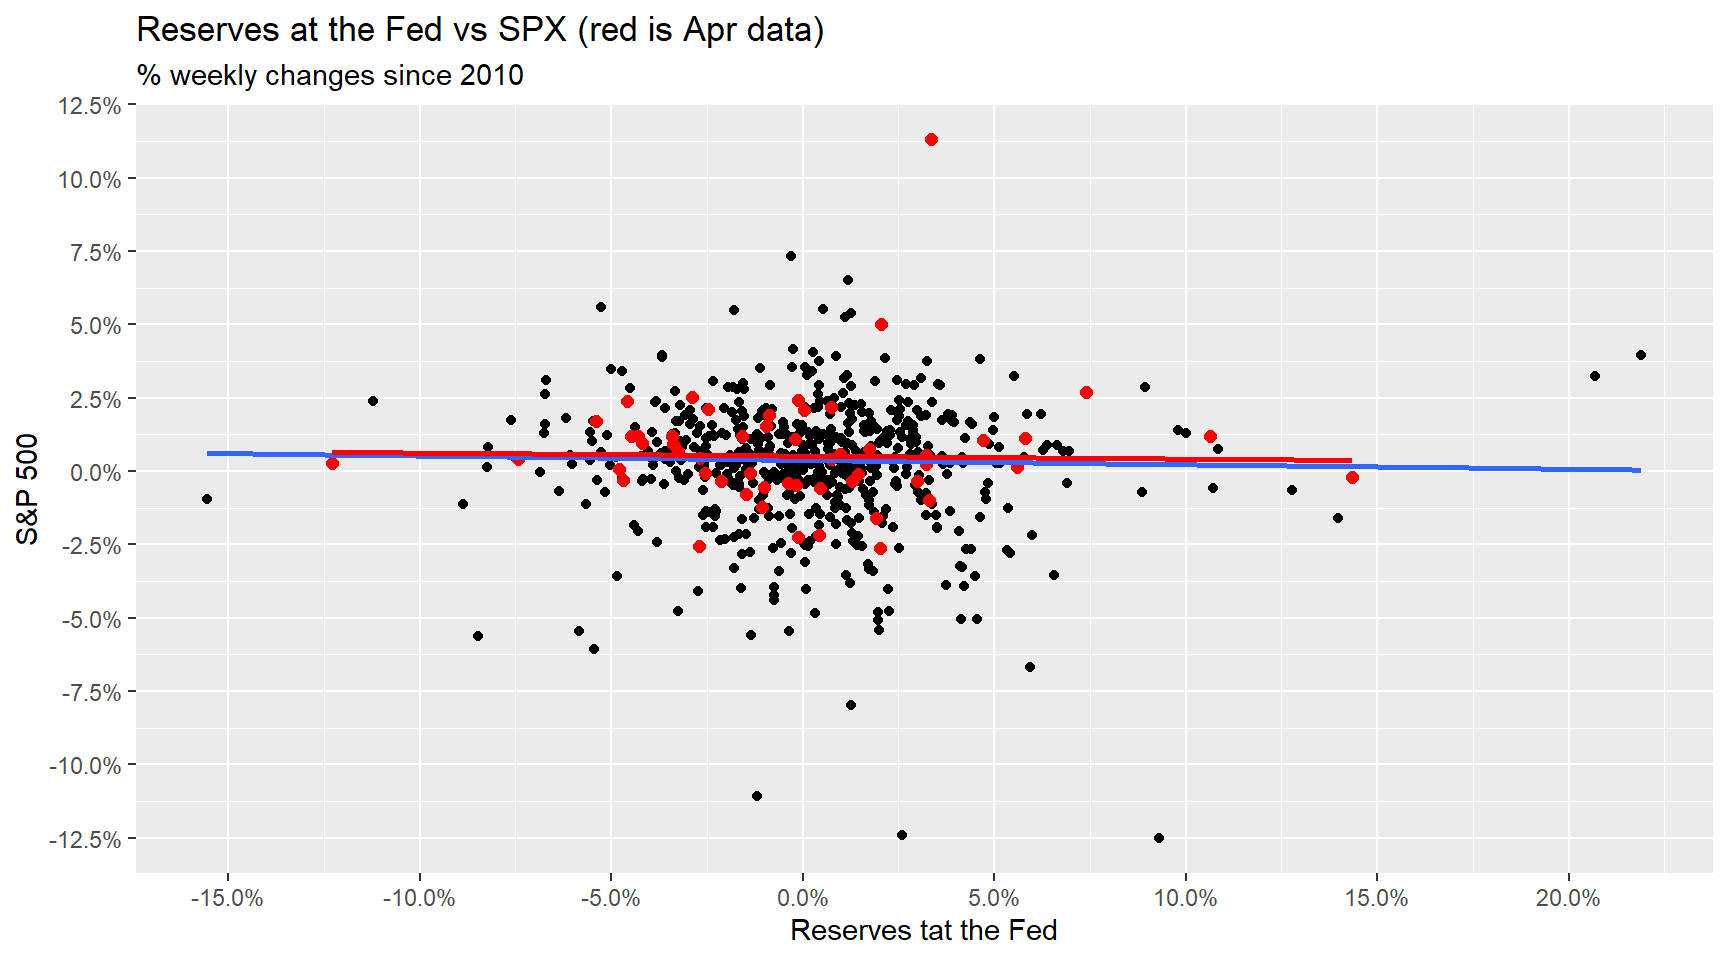 Reserves at the Fed vs SPX (red is Apr data)
% weekly changes since 2010
12.5%
10.0%
7.5%
5.0%
2.5%
0.0%
-2.5%
-5.0%
-7.5%
-10.0%
-12.5%
S&P 500
-15.0% -10.0% -5.0% 0.0% 5.0% 10.0% 15.0% 20.0%
Reserves tat the Fed